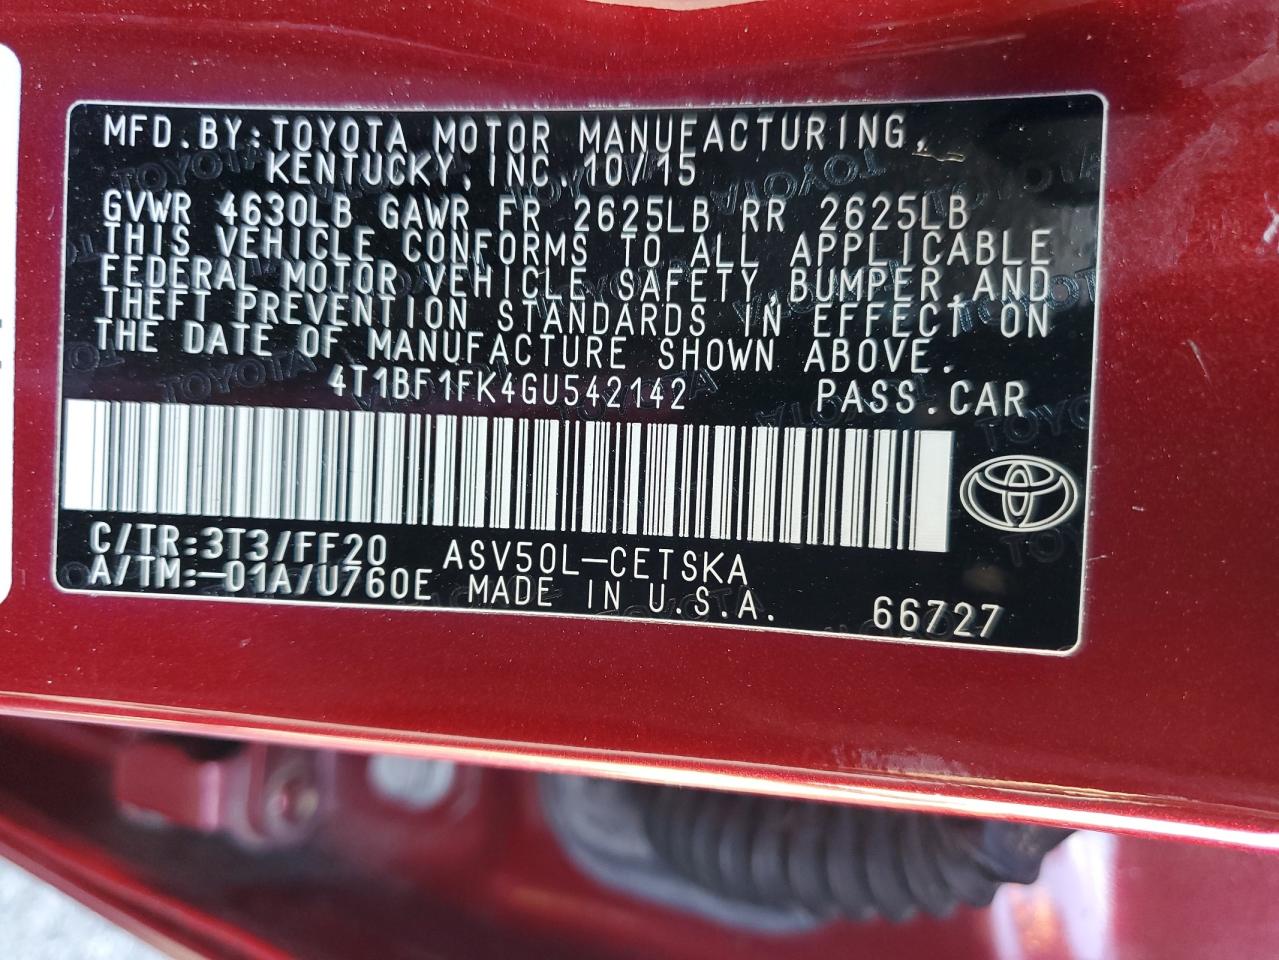 MFD.BY:TOYOTA MOTOR MANUFACTURING,
KENTUCKY,INC.10/15
GVWR 4630LB GAWR FR 2625LB RR 2625LB
THIS VEHICLE CONFORMS TO ALL APPLICABLE
FEDERAL MOTOR VEHICLE SAFETY,BUMPER,AND
THEFT PREVENTION STANDARDS IN EFFECT ON
THE DATE OF MANUFACTURE SHOWN ABOVE.
4T1BF1FK4GU542142 PASS.CAR
C/TR:3T3/FF20 ASV50L-CETSKA
A/TM:-01A/U760E MADE IN U.S.A. 66727